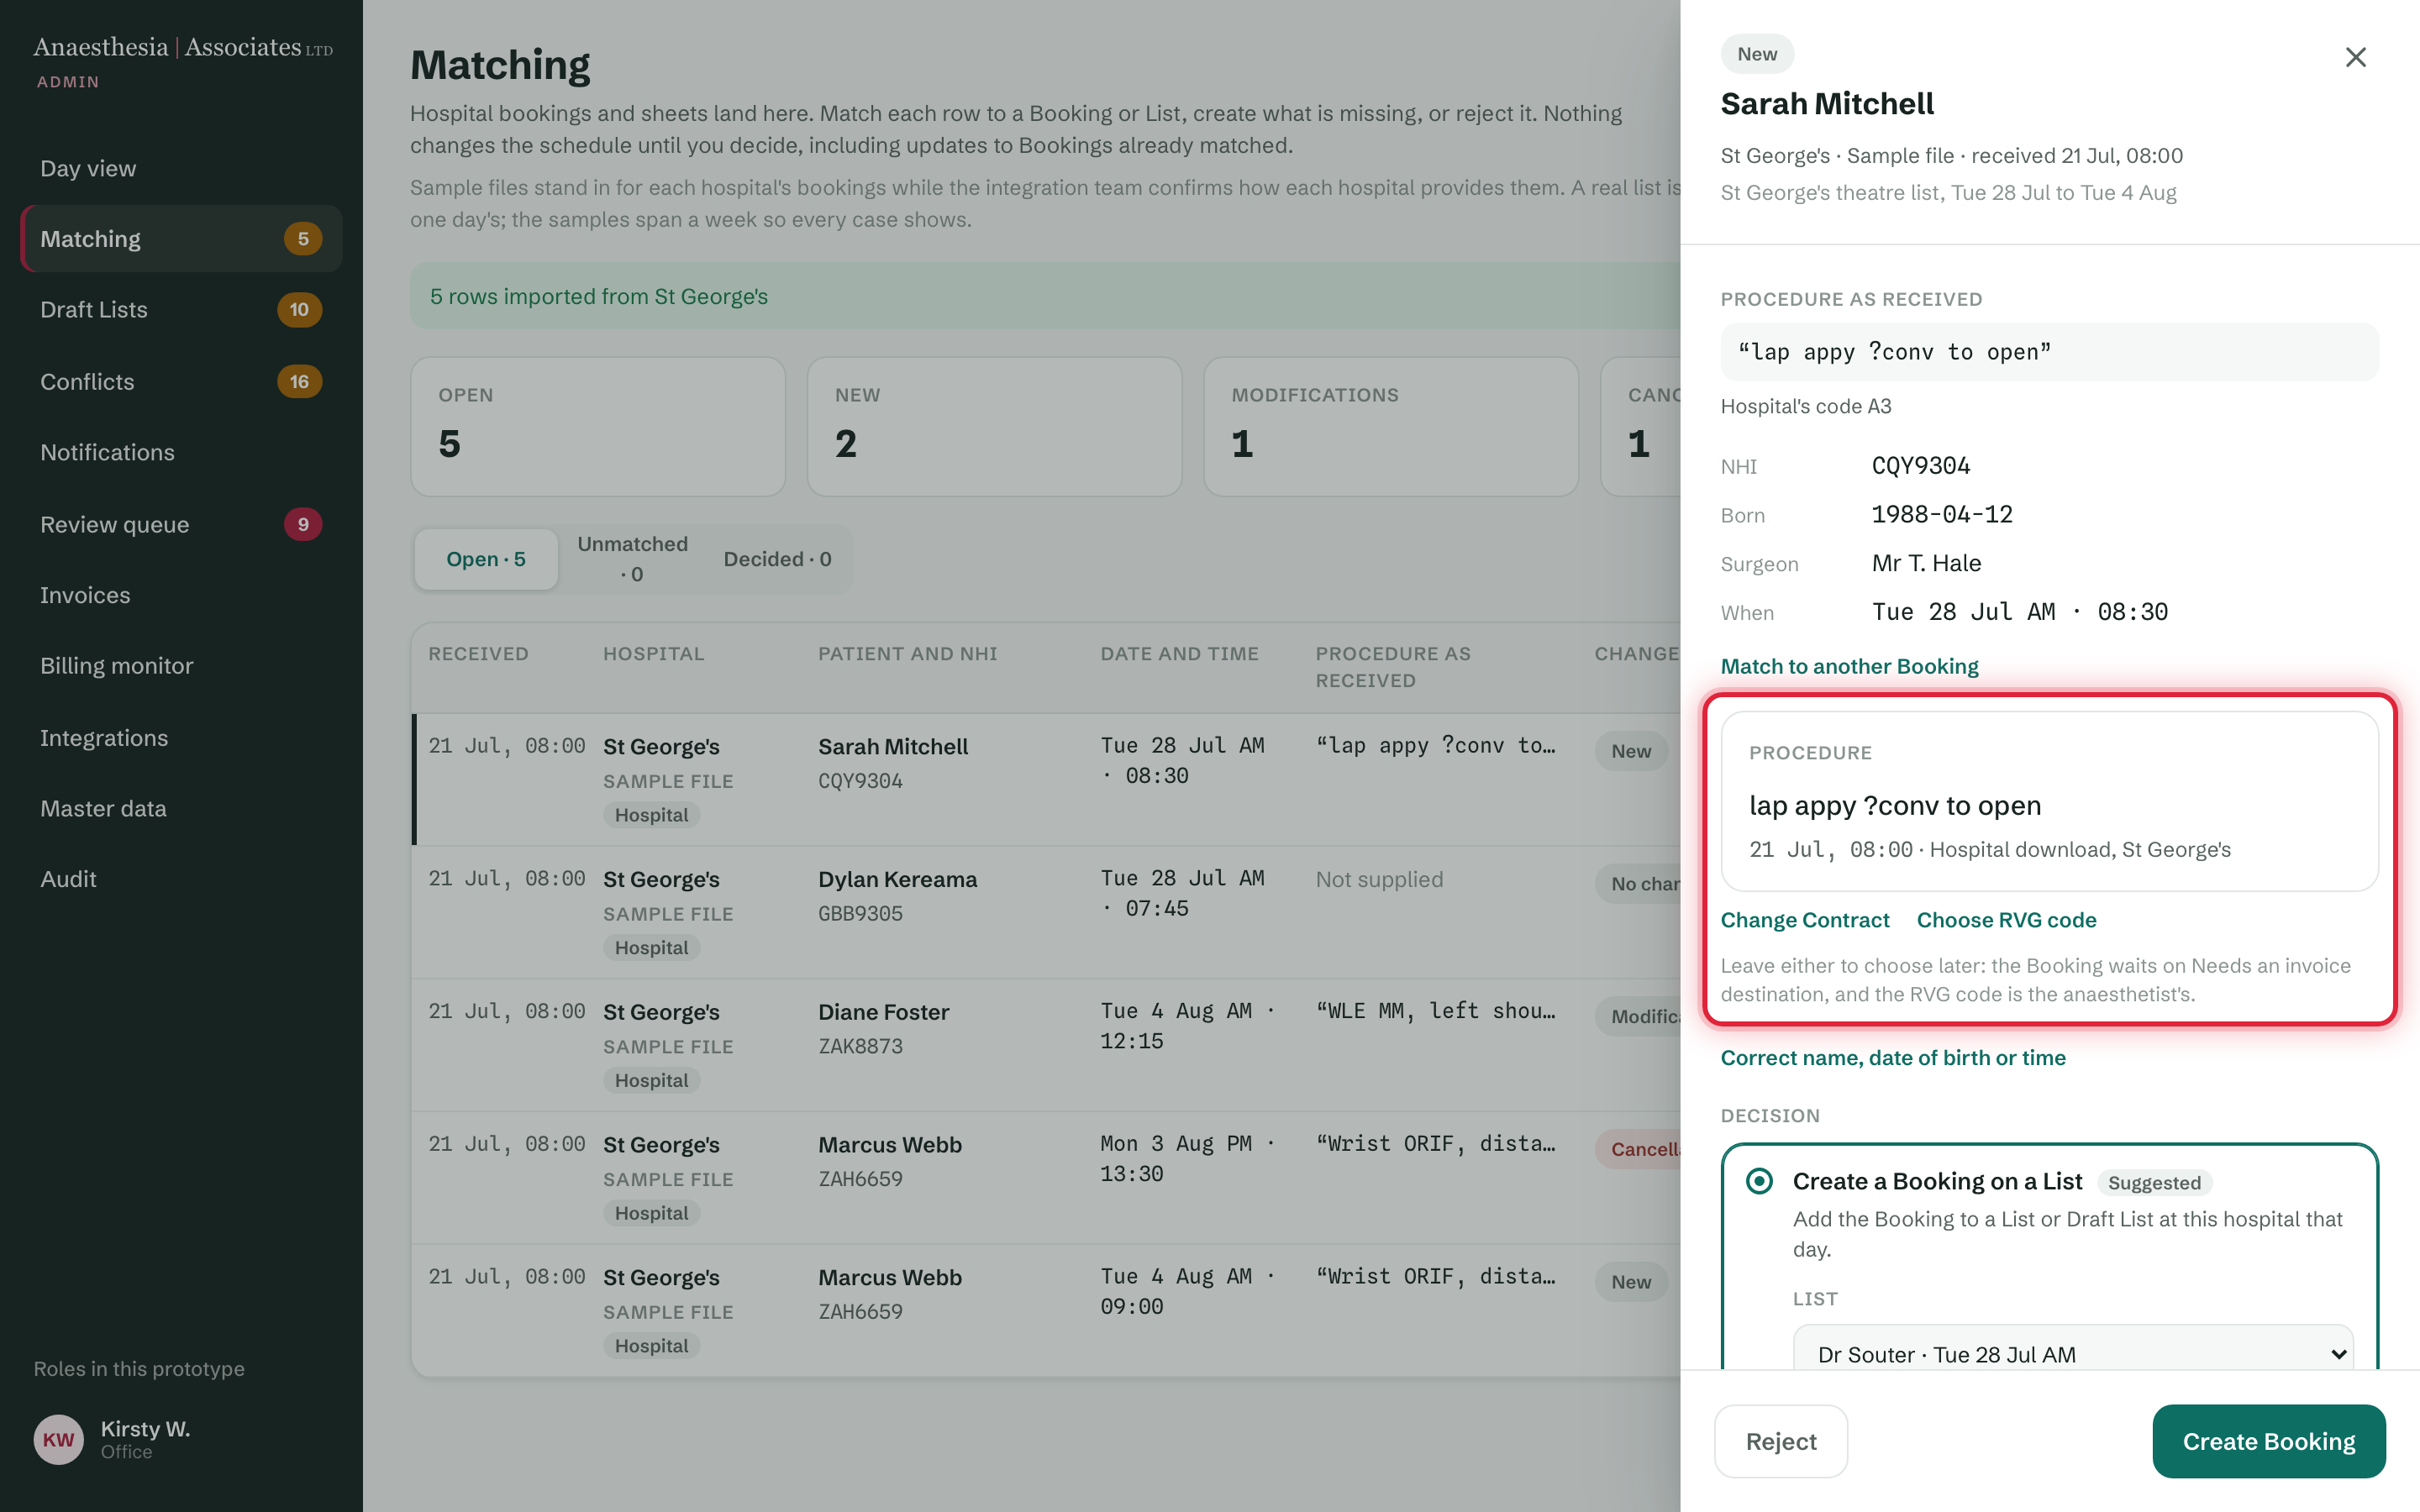 Anaesthesia | Associates LTD
ADMIN
Day view
Matching 5
Draft Lists 10
Conflicts 16
Notifications
Review queue 9
Invoices
Billing monitor
Integrations
Master data
Audit
Roles in this prototype
KW
Kirsty W.
Office
Matching
Hospital bookings and sheets land here. Match each row to a Booking or List, create what is missing, or reject it. Nothing
changes the schedule until you decide, including updates to Bookings already matched.
Sample files stand in for each hospital's bookings while the integration team confirms how each hospital provides them. A real list is
one day's; the samples span a week so every case shows.
5 rows imported from St George's
OPEN
5
NEW
2
MODIFICATIONS
1
CANC
1
Open · 5
Unmatched
· 0
Decided · 0
RECEIVED HOSPITAL PATIENT AND NHI DATE AND TIME PROCEDURE AS CHANGE
RECEIVED
21 Jul, 08:00 St George's Sarah Mitchell Tue 28 Jul AM “lap appy ?conv to… New
SAMPLE FILE CQY9304 · 08:30
Hospital
21 Jul, 08:00 St George's Dylan Kereama Tue 28 Jul AM Not supplied No chan
SAMPLE FILE GBB9305 · 07:45
Hospital
21 Jul, 08:00 St George's Diane Foster Tue 4 Aug AM · “WLE MM, left shou… Modific
SAMPLE FILE ZAK8873 12:15
Hospital
21 Jul, 08:00 St George's Marcus Webb Mon 3 Aug PM · “Wrist ORIF, dista… Cancell
SAMPLE FILE ZAH6659 13:30
Hospital
21 Jul, 08:00 St George's Marcus Webb Tue 4 Aug AM · “Wrist ORIF, dista… New
SAMPLE FILE ZAH6659 09:00
Hospital
New
Sarah Mitchell
St George's · Sample file · received 21 Jul, 08:00
St George's theatre list, Tue 28 Jul to Tue 4 Aug
PROCEDURE AS RECEIVED
“lap appy ?conv to open”
Hospital's code A3
NHI CQY9304
Born 1988-04-12
Surgeon Mr T. Hale
When Tue 28 Jul AM · 08:30
Match to another Booking
PROCEDURE
lap appy ?conv to open
21 Jul, 08:00 · Hospital download, St George's
Change Contract Choose RVG code
Leave either to choose later: the Booking waits on Needs an invoice
destination, and the RVG code is the anaesthetist's.
Correct name, date of birth or time
DECISION
Create a Booking on a List Suggested
Add the Booking to a List or Draft List at this hospital that
day.
LIST
Dr Souter · Tue 28 Jul AM
Reject
Create Booking